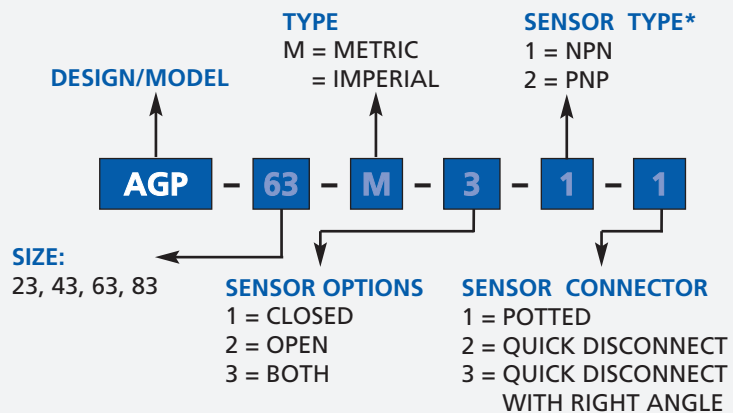 TYPE
M = METRIC
= IMPERIAL
SENSOR TYPE*
1 = NPN
2 = PNP
DESIGN/MODEL
AGP - 63 - M - 3 - 1 - 1
SIZE:
23, 43, 63, 83
SENSOR OPTIONS
1 = CLOSED
2 = OPEN
3 = BOTH
SENSOR CONNECTOR
1 = POTTED
2 = QUICK DISCONNECT
3 = QUICK DISCONNECT
WITH RIGHT ANGLE